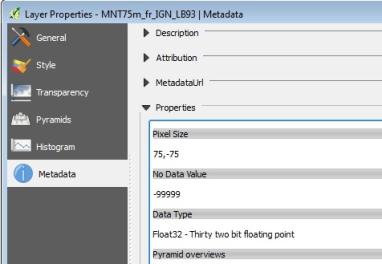 Layer Properties - MNT75m_fr_IGN_LB93 | Metadata
General
Style
Transparency
Pyramids
Histogram
Metadata
Description
Attribution
MetadataUrl
Properties
Pixel Size
75,-75
No Data Value
-99999
Data Type
Float32 - Thirty two bit floating point
Pyramid overviews